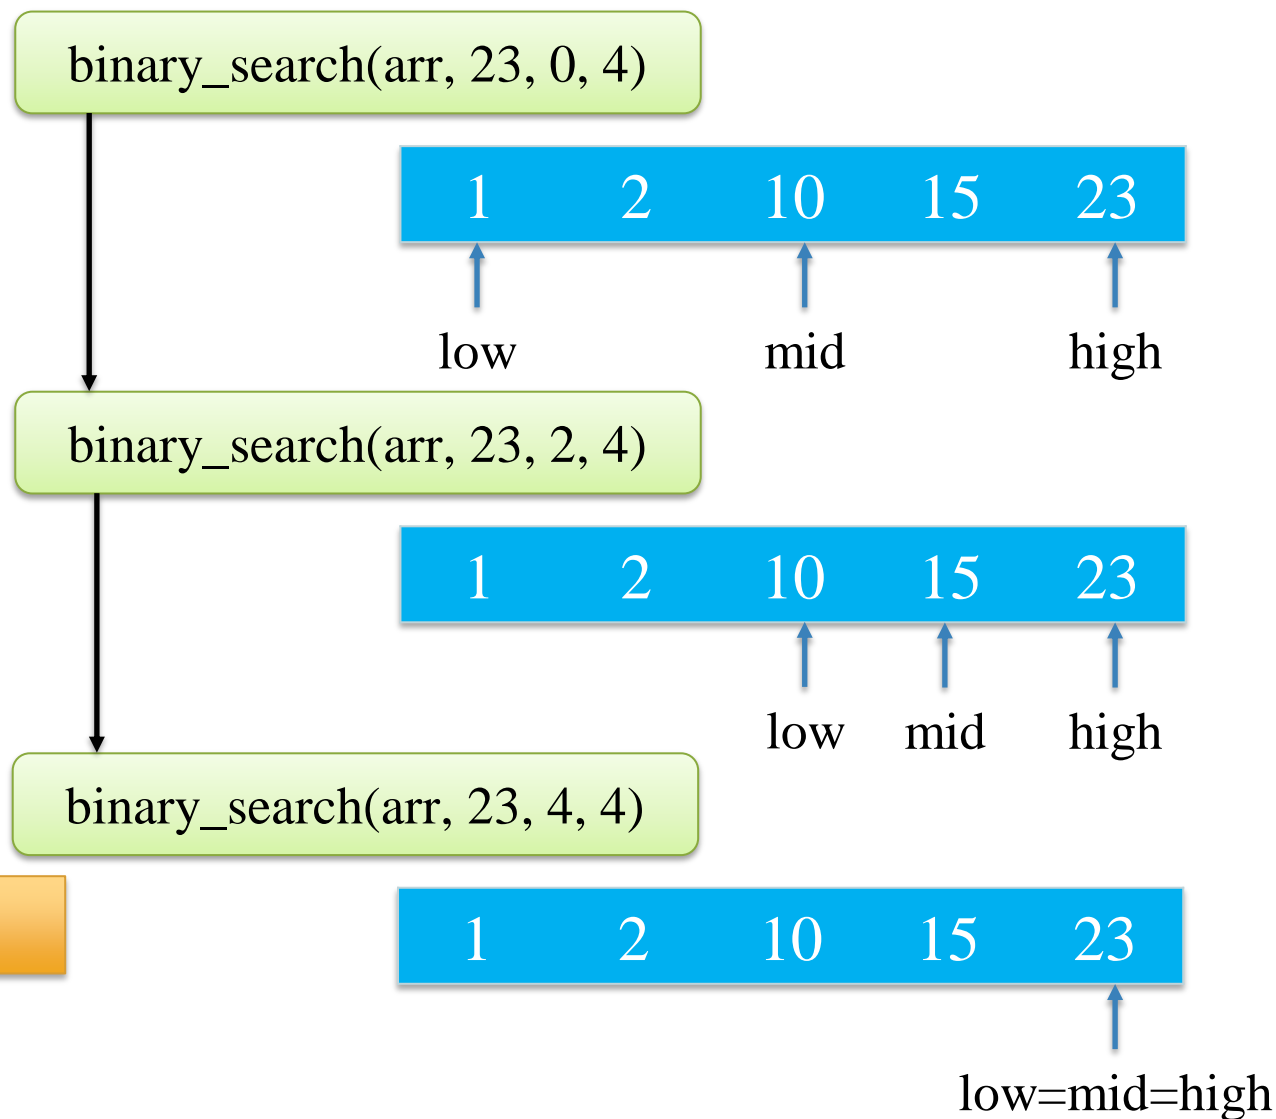 binary_search(arr, 23, 0, 4)
1 2 10 15 23
low mid high
binary_search(arr, 23, 2, 4)
1 2 10 15 23
low mid high
binary_search(arr, 23, 4, 4)
1 2 10 15 23
low=mid=high